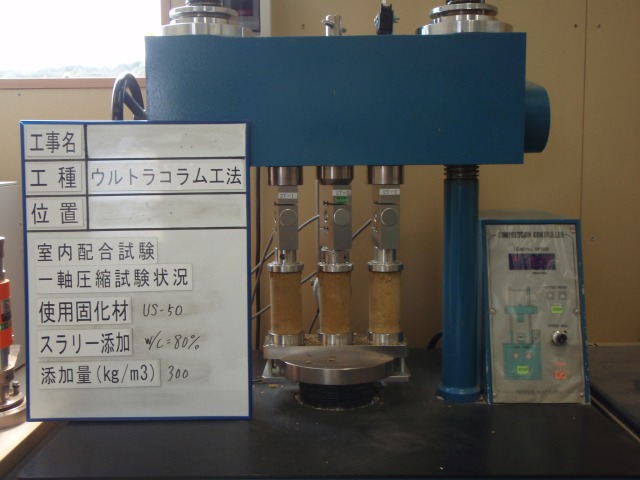 工事名
工種 ウルトラコラム工法
位置
室内配合試験
一軸圧縮試験状況
使用固化材 US-50
スラリー添加 W/C=80%
添加量(kg/m3) 300
COMPRESSION CONTROLLER